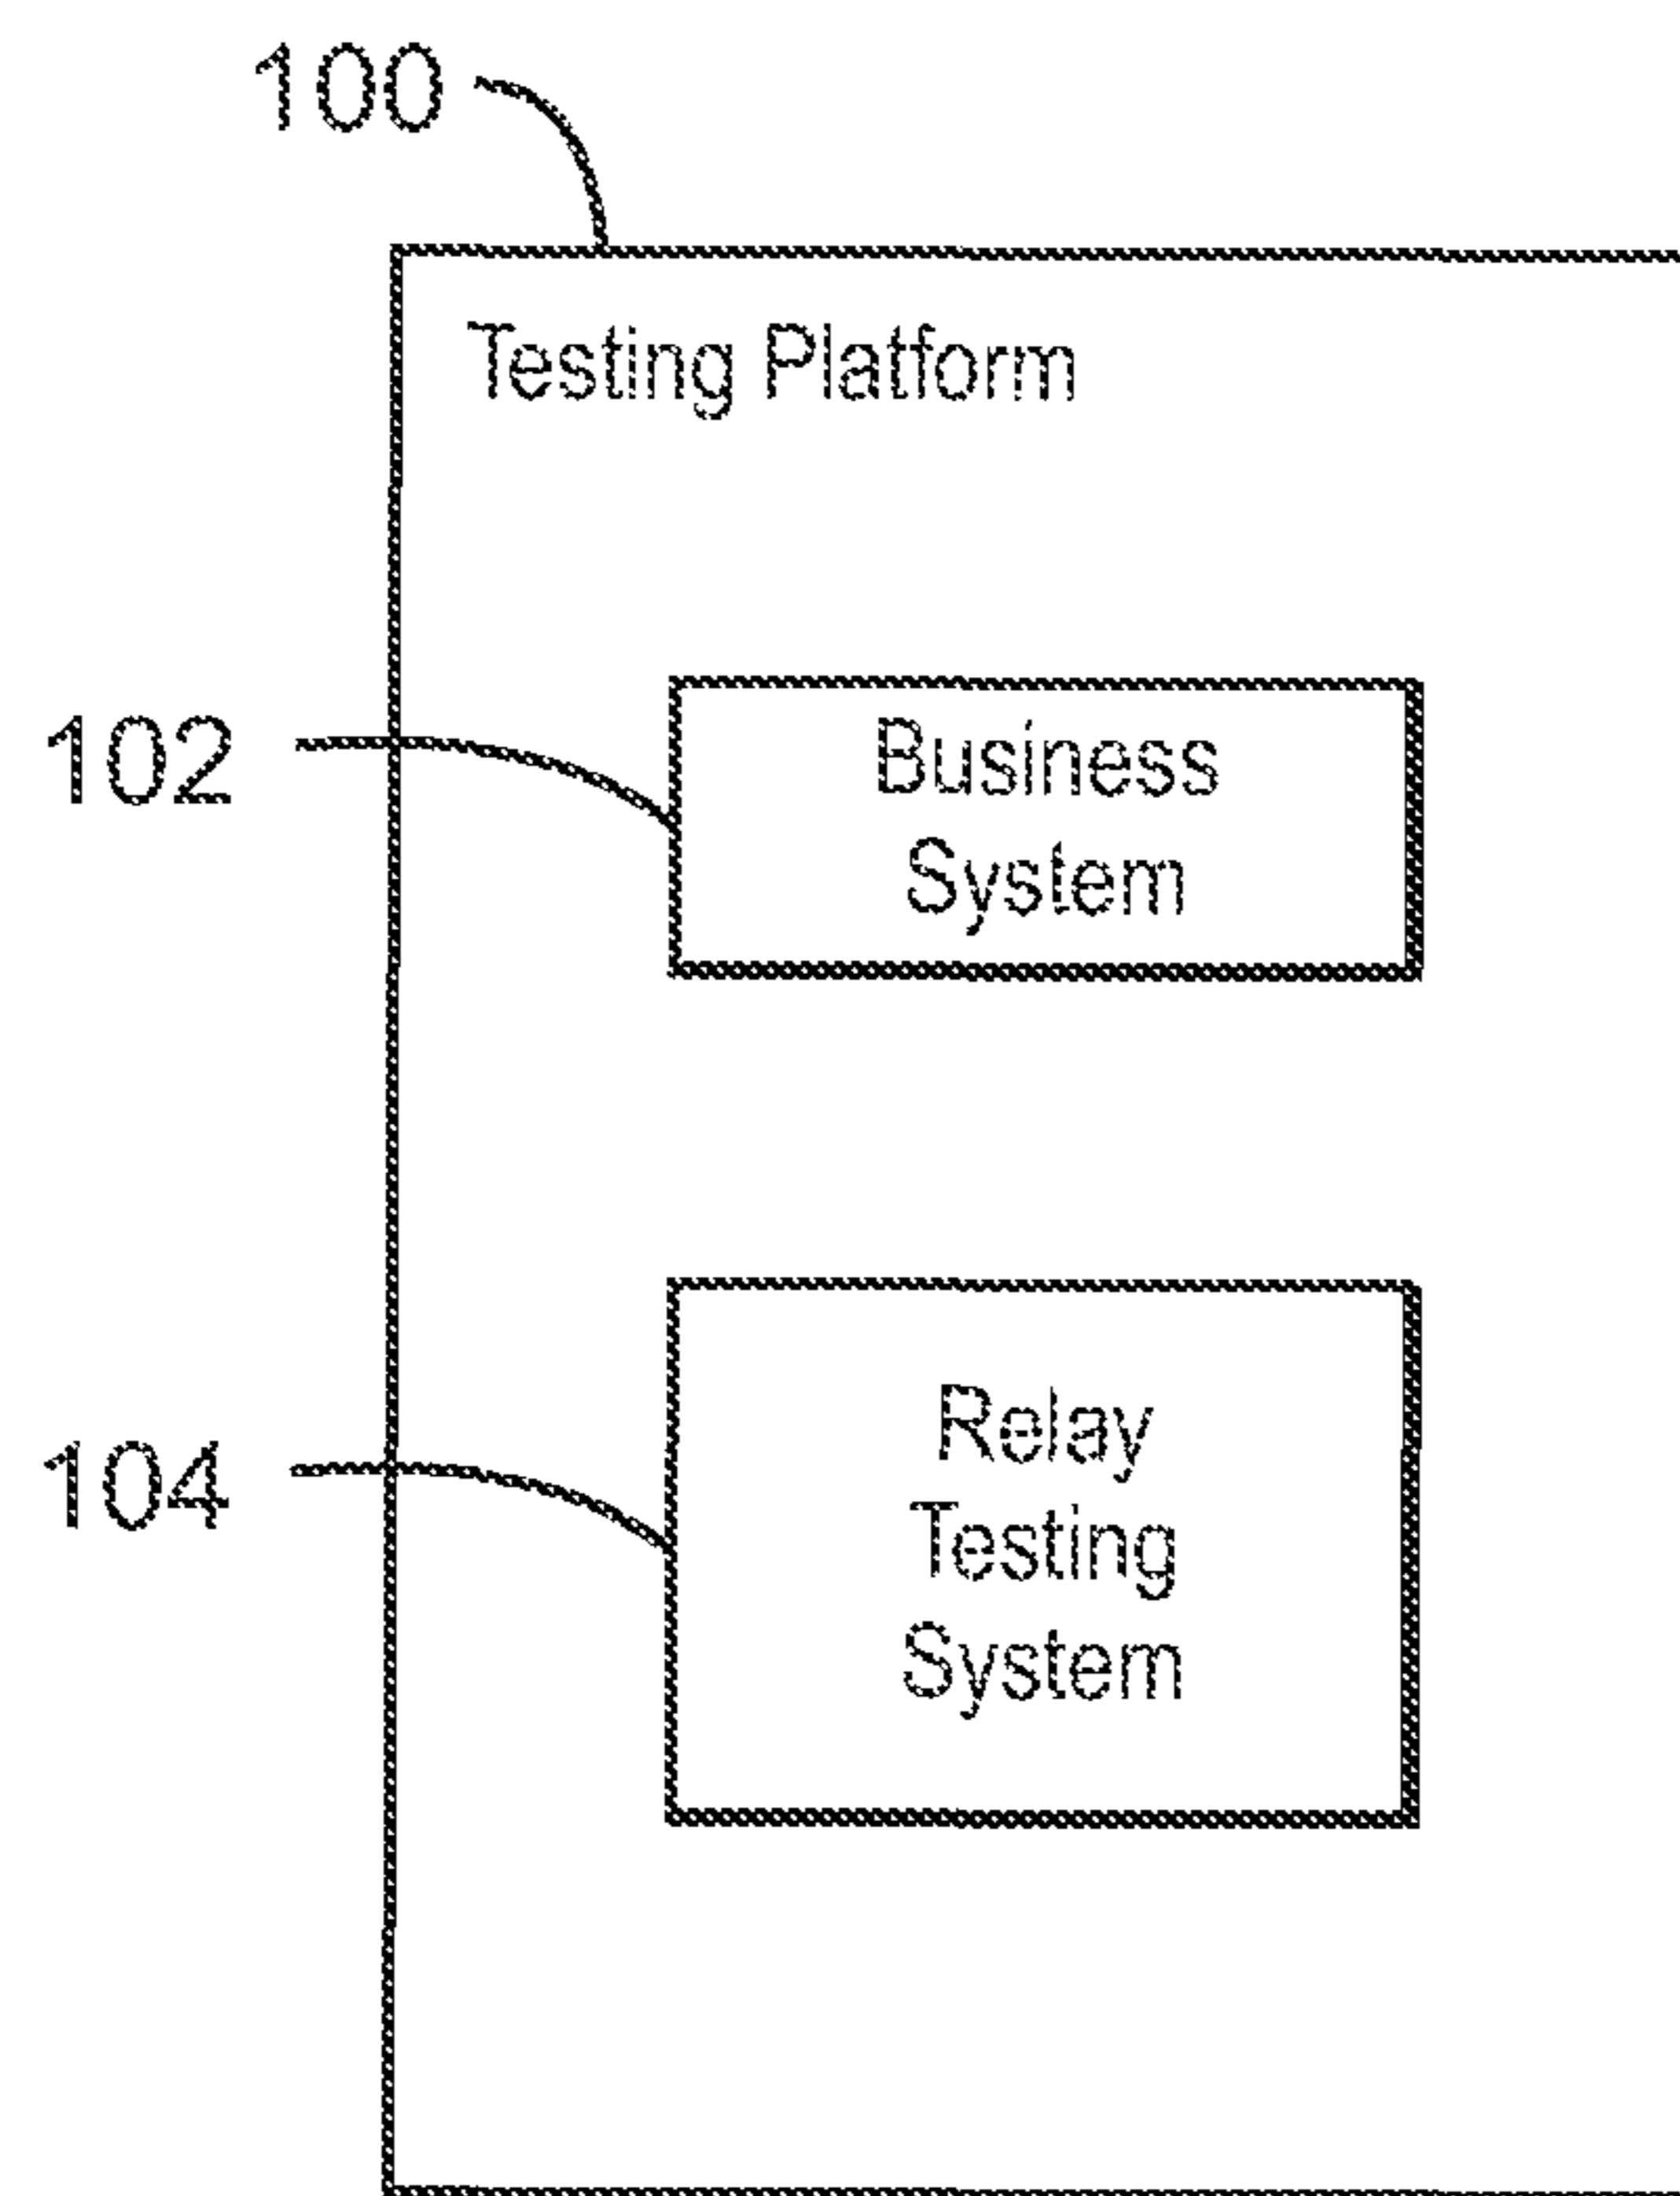 100
Testing Platform
102
Business
System
104
Relay
Testing
System